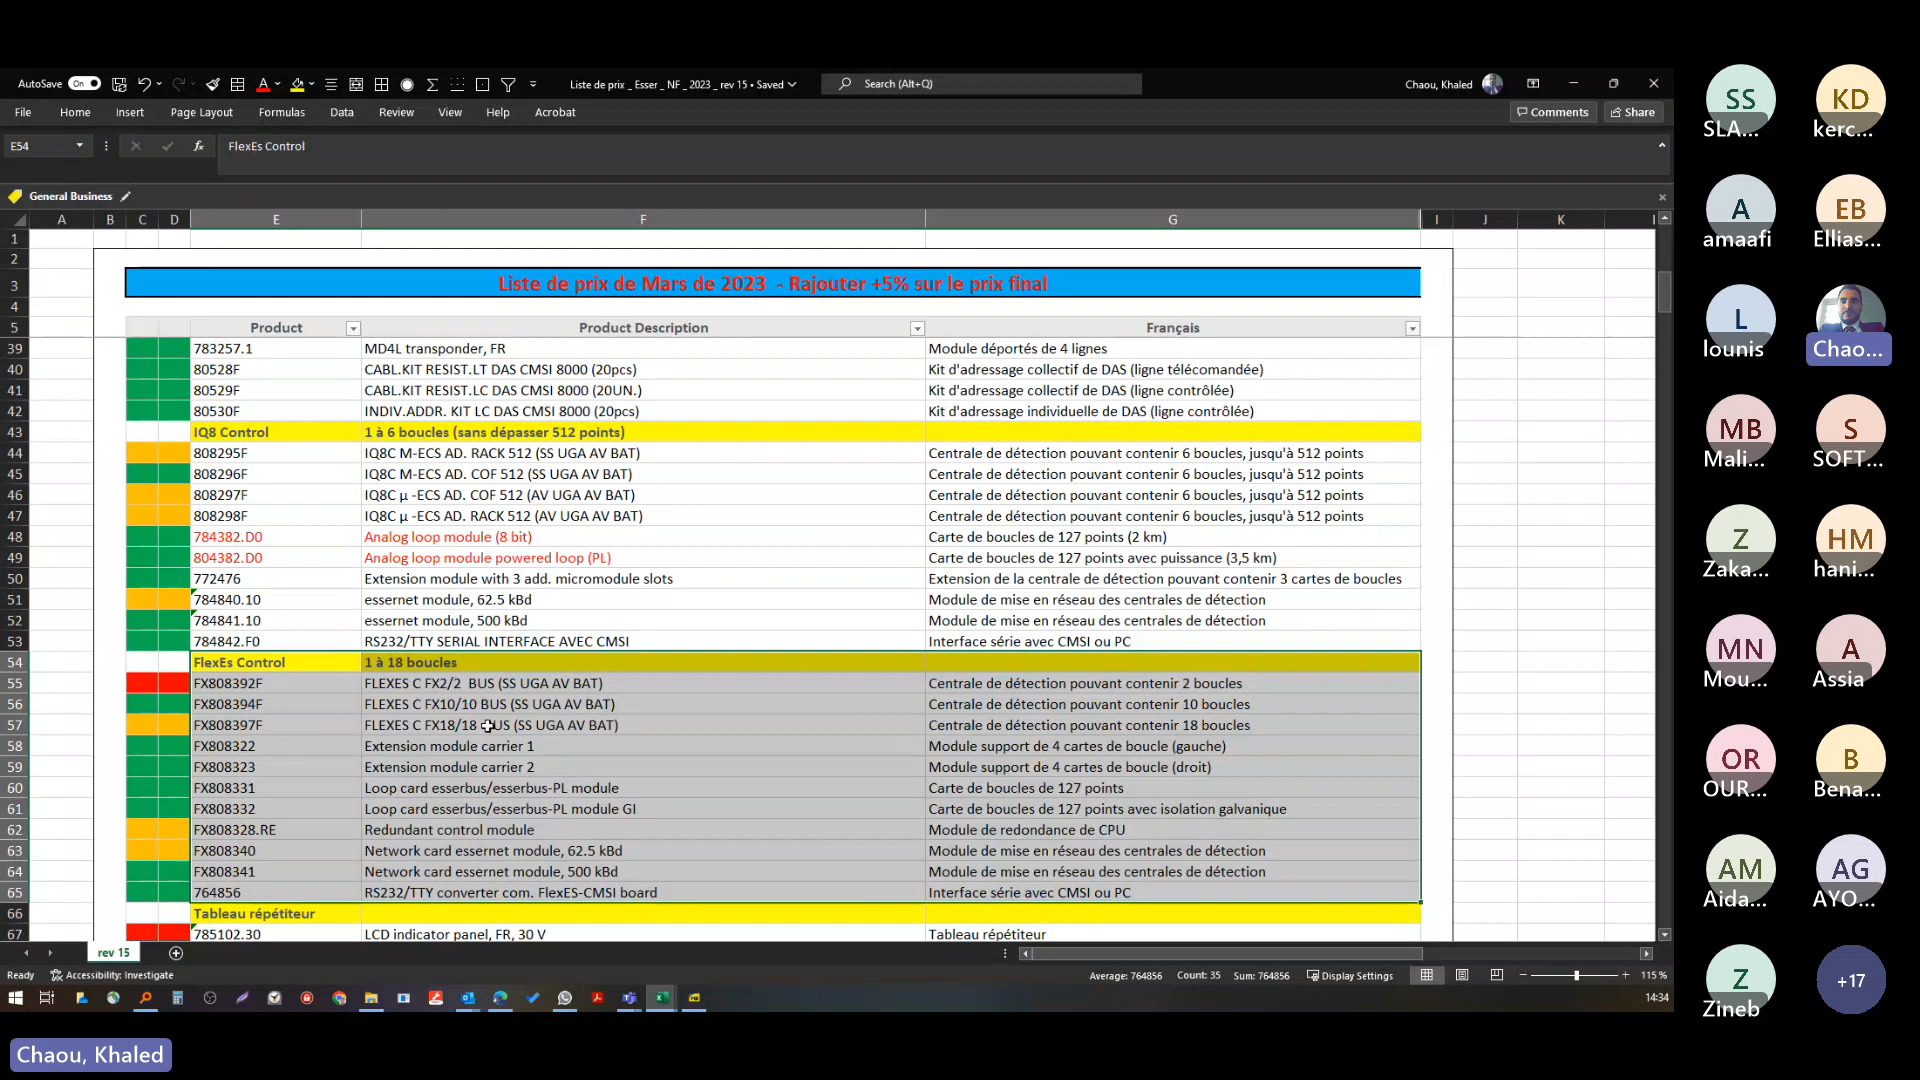 AutoSave On
Liste de prix _ Esser _ NF _ 2023 _ rev 15 • Saved
Search (Alt+Q)
Chaou, Khaled
File Home Insert Page Layout Formulas Data Review View Help Acrobat
Comments Share
E54 fx FlexEs Control
General Business
A B C D E F G I J K
1
2
3 Liste de prix de Mars de 2023 - Rajouter +5% sur le prix final
4
5 Product Product Description Français
39 783257.1 MD4L transponder, FR Module déportés de 4 lignes
40 80528F CABL.KIT RESIST.LT DAS CMSI 8000 (20pcs) Kit d'adressage collectif de DAS (ligne télécomandée)
41 80529F CABL.KIT RESIST.LC DAS CMSI 8000 (20UN.) Kit d'adressage collectif de DAS (ligne contrôlée)
42 80530F INDIV.ADDR. KIT LC DAS CMSI 8000 (20pcs) Kit d'adressage individuelle de DAS (ligne contrôlée)
43 IQ8 Control 1 à 6 boucles (sans dépasser 512 points)
44 808295F IQ8C M-ECS AD. RACK 512 (SS UGA AV BAT) Centrale de détection pouvant contenir 6 boucles, jusqu'à 512 points
45 808296F IQ8C M-ECS AD. COF 512 (SS UGA AV BAT) Centrale de détection pouvant contenir 6 boucles, jusqu'à 512 points
46 808297F IQ8C µ -ECS AD. COF 512 (AV UGA AV BAT) Centrale de détection pouvant contenir 6 boucles, jusqu'à 512 points
47 808298F IQ8C µ -ECS AD. RACK 512 (AV UGA AV BAT) Centrale de détection pouvant contenir 6 boucles, jusqu'à 512 points
48 784382.D0 Analog loop module (8 bit) Carte de boucles de 127 points (2 km)
49 804382.D0 Analog loop module powered loop (PL) Carte de boucles de 127 points avec puissance (3,5 km)
50 772476 Extension module with 3 add. micromodule slots Extension de la centrale de détection pouvant contenir 3 cartes de boucles
51 784840.10 essernet module, 62.5 kBd Module de mise en réseau des centrales de détection
52 784841.10 essernet module, 500 kBd Module de mise en réseau des centrales de détection
53 784842.F0 RS232/TTY SERIAL INTERFACE AVEC CMSI Interface série avec CMSI ou PC
54 FlexEs Control 1 à 18 boucles
55 FX808392F FLEXES C FX2/2 BUS (SS UGA AV BAT) Centrale de détection pouvant contenir 2 boucles
56 FX808394F FLEXES C FX10/10 BUS (SS UGA AV BAT) Centrale de détection pouvant contenir 10 boucles
57 FX808397F FLEXES C FX18/18 BUS (SS UGA AV BAT) Centrale de détection pouvant contenir 18 boucles
58 FX808322 Extension module carrier 1 Module support de 4 cartes de boucle (gauche)
59 FX808323 Extension module carrier 2 Module support de 4 cartes de boucle (droit)
60 FX808331 Loop card esserbus/esserbus-PL module Carte de boucles de 127 points
61 FX808332 Loop card esserbus/esserbus-PL module GI Carte de boucles de 127 points avec isolation galvanique
62 FX808328.RE Redundant control module Module de redondance de CPU
63 FX808340 Network card essernet module, 62.5 kBd Module de mise en réseau des centrales de détection
64 FX808341 Network card essernet module, 500 kBd Module de mise en réseau des centrales de détection
65 764856 RS232/TTY converter com. FlexES-CMSI board Interface série avec CMSI ou PC
66 Tableau répétiteur
67 785102.30 LCD indicator panel, FR, 30 V Tableau répétiteur
rev 15
Ready Accessibility: Investigate Average: 764856 Count: 35 Sum: 764856 Display Settings 115 %
14:34
Chaou, Khaled
SS KD
SLA... kerc...
A EB
amaafi Ellias...
L
lounis Chao...
MB S
Mali... SOFT...
Z HM
Zaka... hani...
MN A
Mou... Assia
OR B
OUR... Bena...
AM AG
Aida... AYO...
Z +17
Zineb